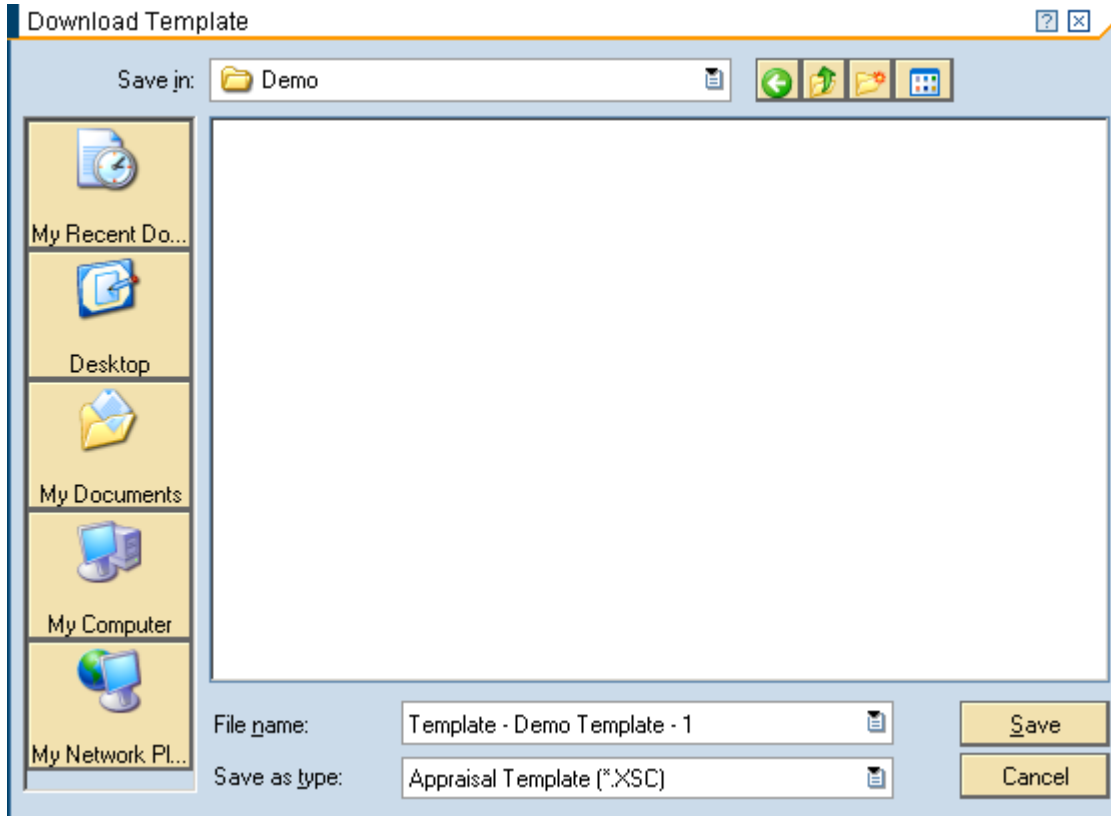 Download Template
Save in: Demo
My Recent Do...
Desktop
My Documents
My Computer
My Network Pl...
File name: Template - Demo Template - 1 Save
Save as type: Appraisal Template (*.XSC) Cancel